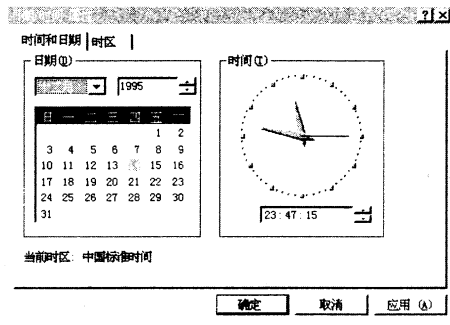 时间和日期 时区
日期(D)
1995
日 一 二 三 四 五
1 2
3 4 5 6 7 8 9
10 11 12 13 15 16
17 18 19 20 21 22 23
24 25 26 27 28 29 30
31
时间(T)
23:47:15
当前时区: 中国标准时间
确定 取消 应用 (A)